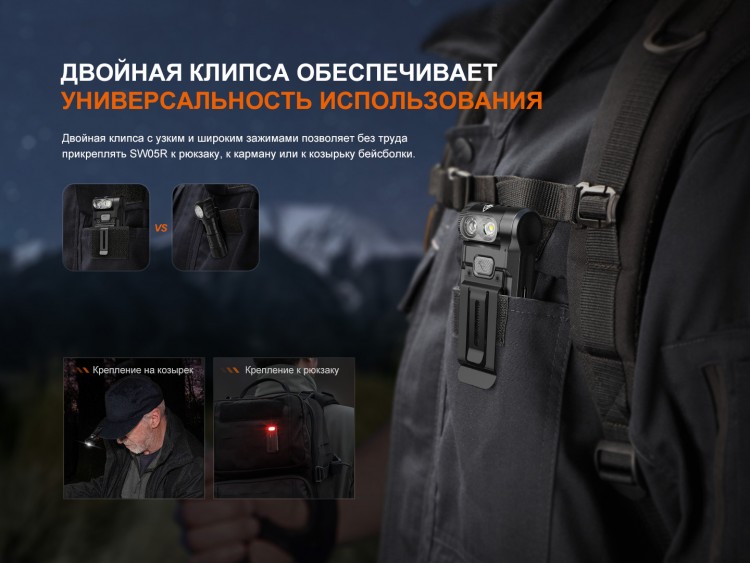 ДВОЙНАЯ КЛИПСА ОБЕСПЕЧИВАЕТ
УНИВЕРСАЛЬНОСТЬ ИСПОЛЬЗОВАНИЯ
Двойная клипса с узким и широким зажимами позволяет без труда
прикреплять SW05R к рюкзаку, к карману или к козырьку бейсболки.
VS
Крепление на козырек
Крепление к рюкзаку